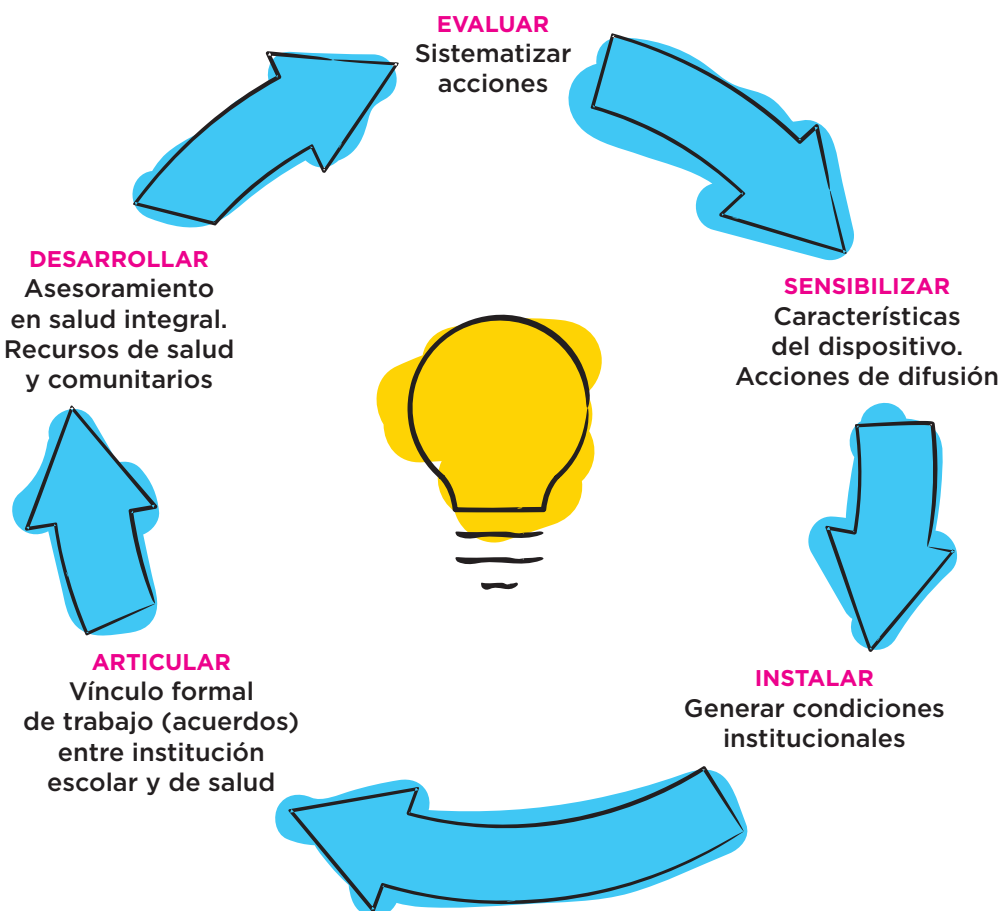 EVALUAR
Sistematizar
acciones
SENSIBILIZAR
Características
del dispositivo.
Acciones de difusión
INSTALAR
Generar condiciones
institucionales
ARTICULAR
Vínculo formal
de trabajo (acuerdos)
entre institución
escolar y de salud
DESARROLLAR
Asesoramiento
en salud integral.
Recursos de salud
y comunitarios